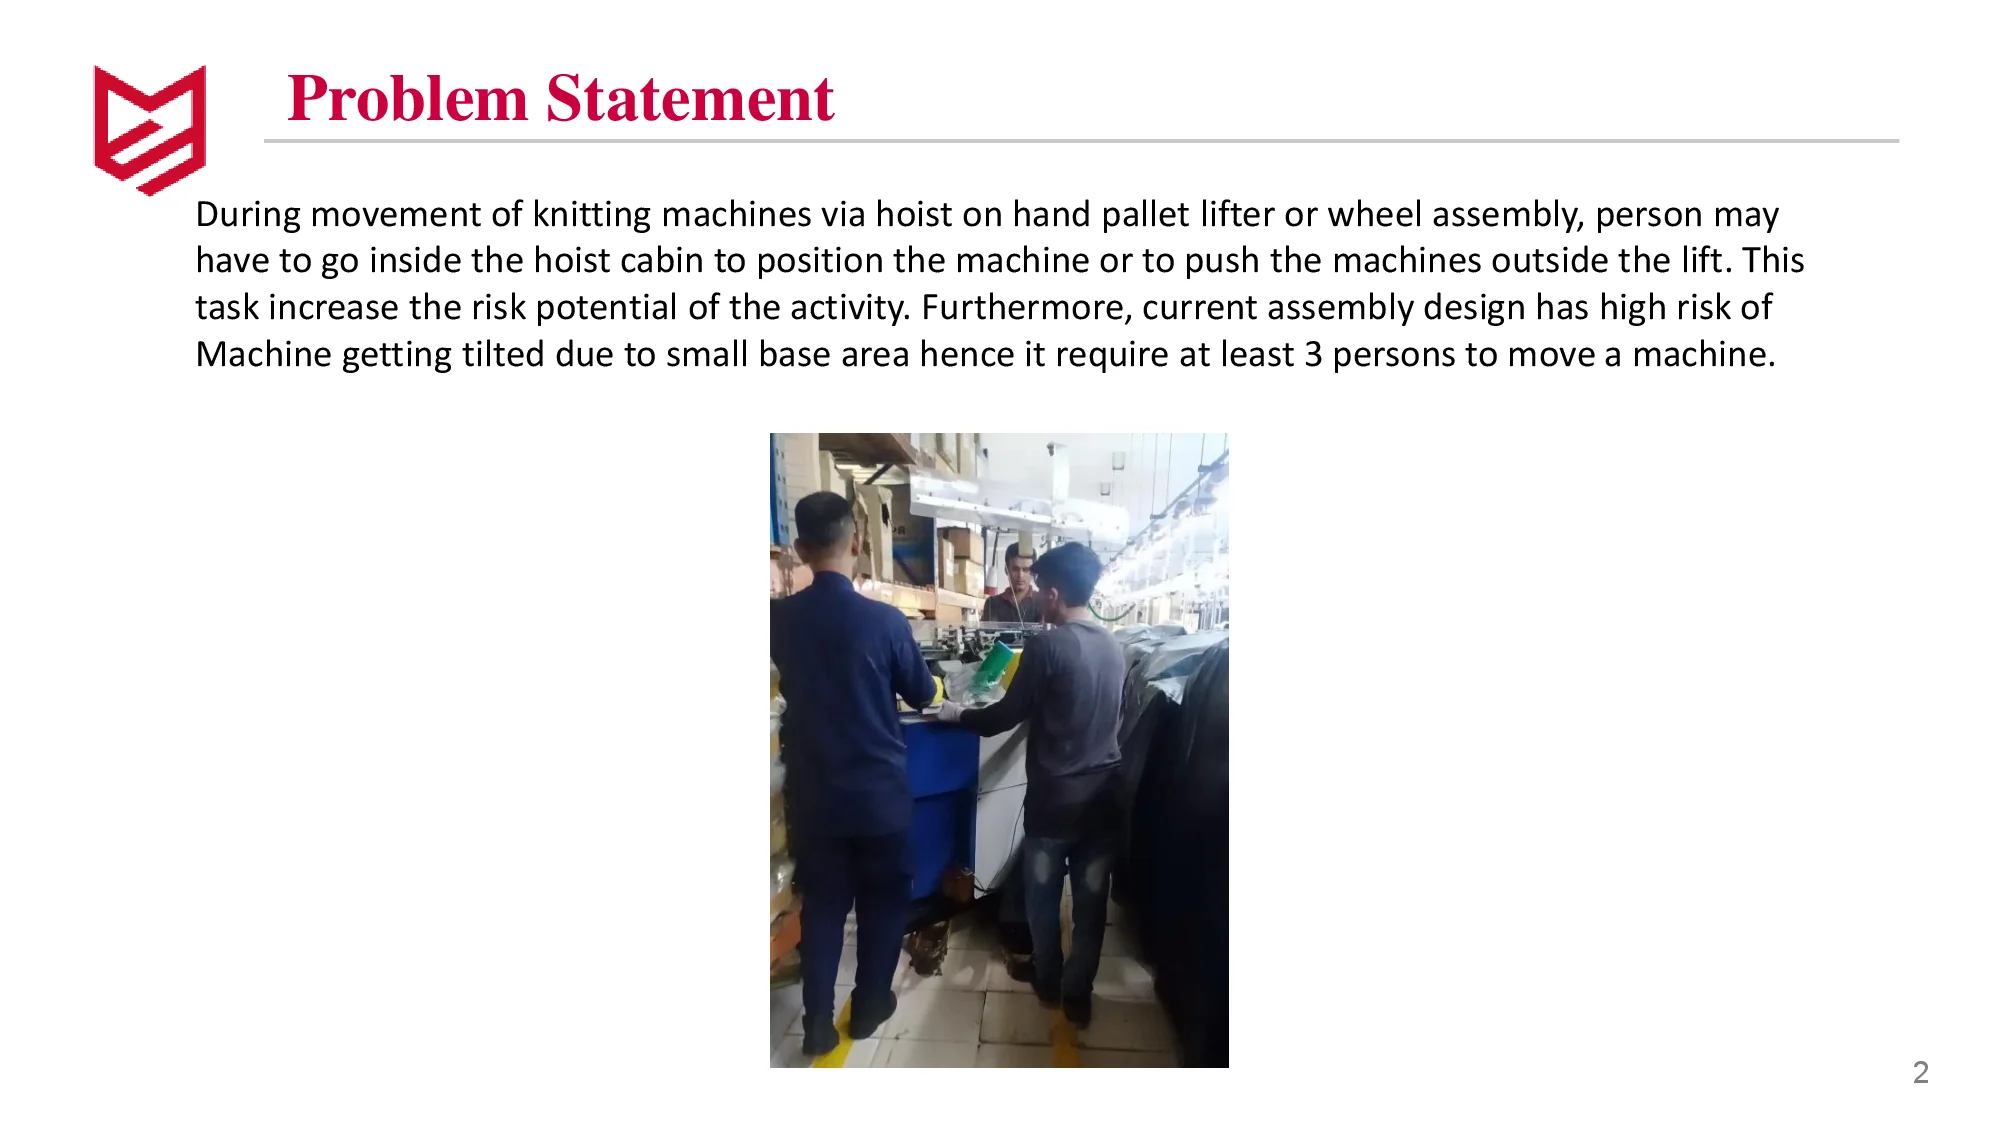 Problem Statement
During movement of knitting machines via hoist on hand pallet lifter or wheel assembly, person may
have to go inside the hoist cabin to position the machine or to push the machines outside the lift. This
task increase the risk potential of the activity. Furthermore, current assembly design has high risk of
Machine getting tilted due to small base area hence it require at least 3 persons to move a machine.
2